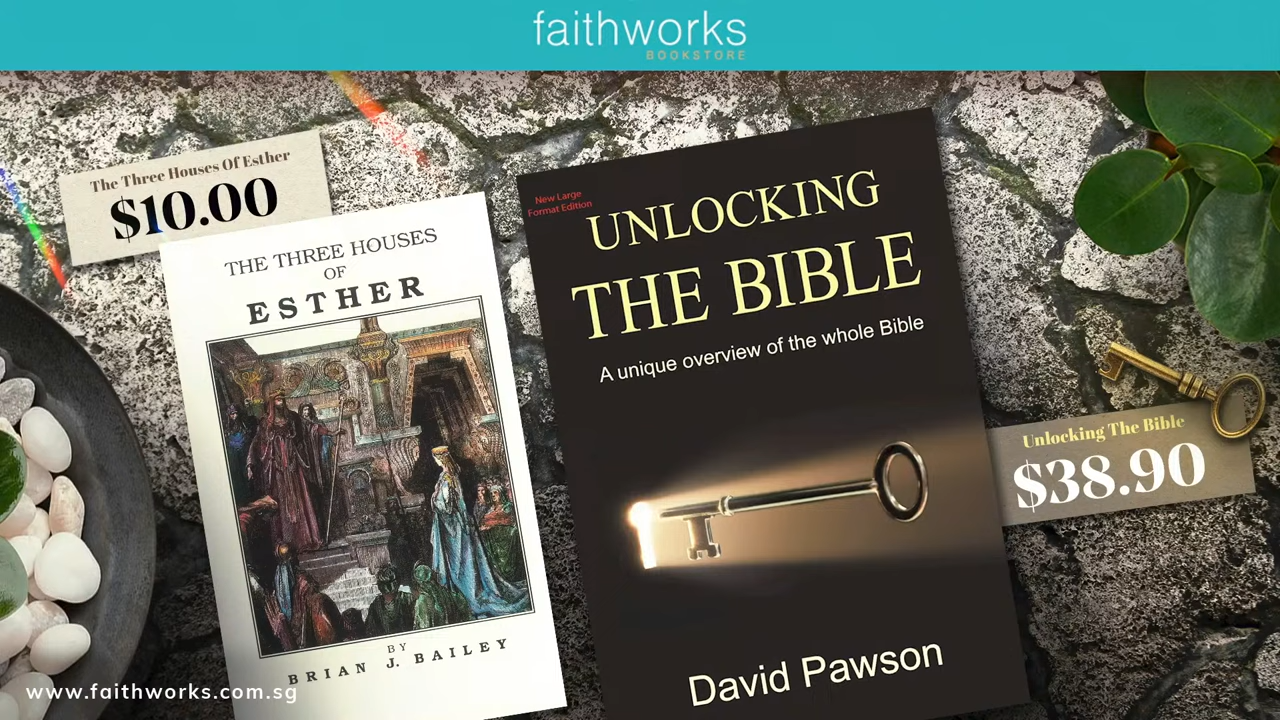 faithworks
BOOKSTORE
The Three Houses Of Esther
$10.00
THE THREE HOUSES
OF
ESTHER
BY
BRIAN J. BAILEY
New Large
Format Edition
UNLOCKING
THE BIBLE
A unique overview of the whole Bible
David Pawson
Unlocking The Bible
$38.90
www.faithworks.com.sg